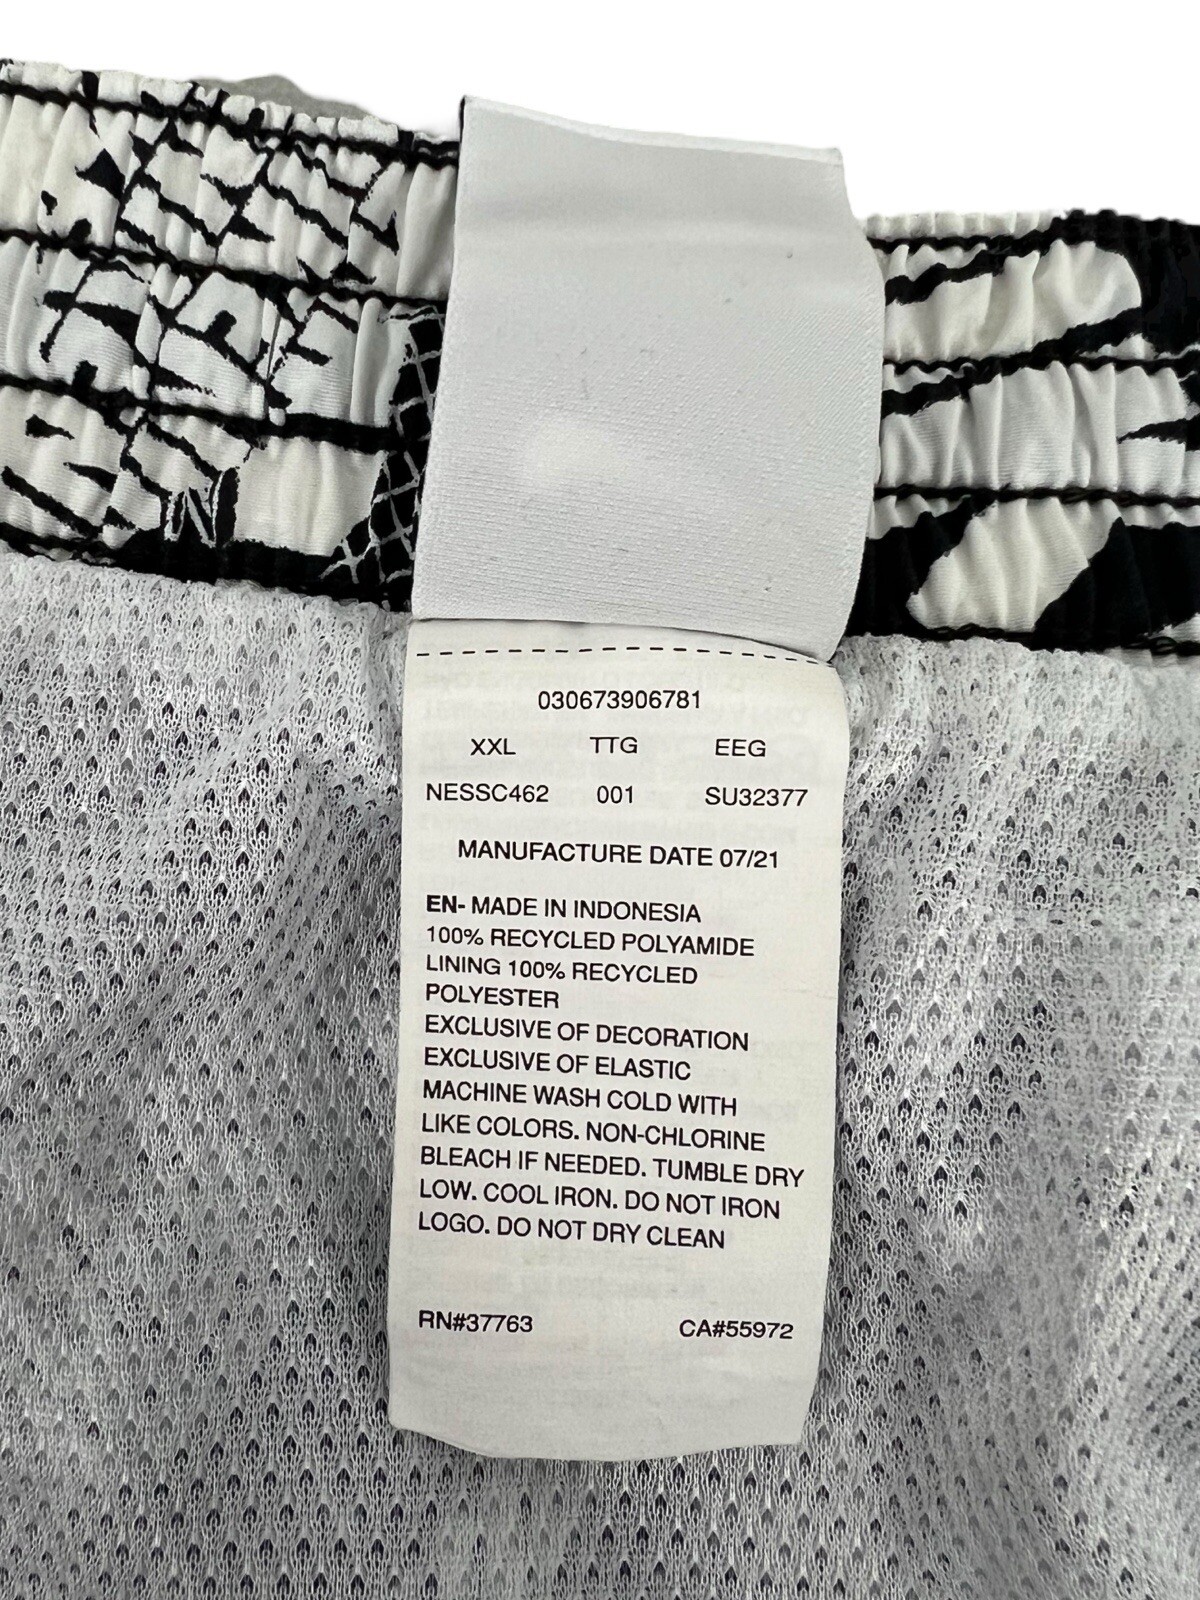 030673906781
XXL TTG EEG
NESSC462 001 SU32377
MANUFACTURE DATE 07/21
EN- MADE IN INDONESIA
100% RECYCLED POLYAMIDE
LINING 100% RECYCLED
POLYESTER
EXCLUSIVE OF DECORATION
EXCLUSIVE OF ELASTIC
MACHINE WASH COLD WITH
LIKE COLORS. NON-CHLORINE
BLEACH IF NEEDED. TUMBLE DRY
LOW. COOL IRON. DO NOT IRON
LOGO. DO NOT DRY CLEAN
RN#37763 CA#55972